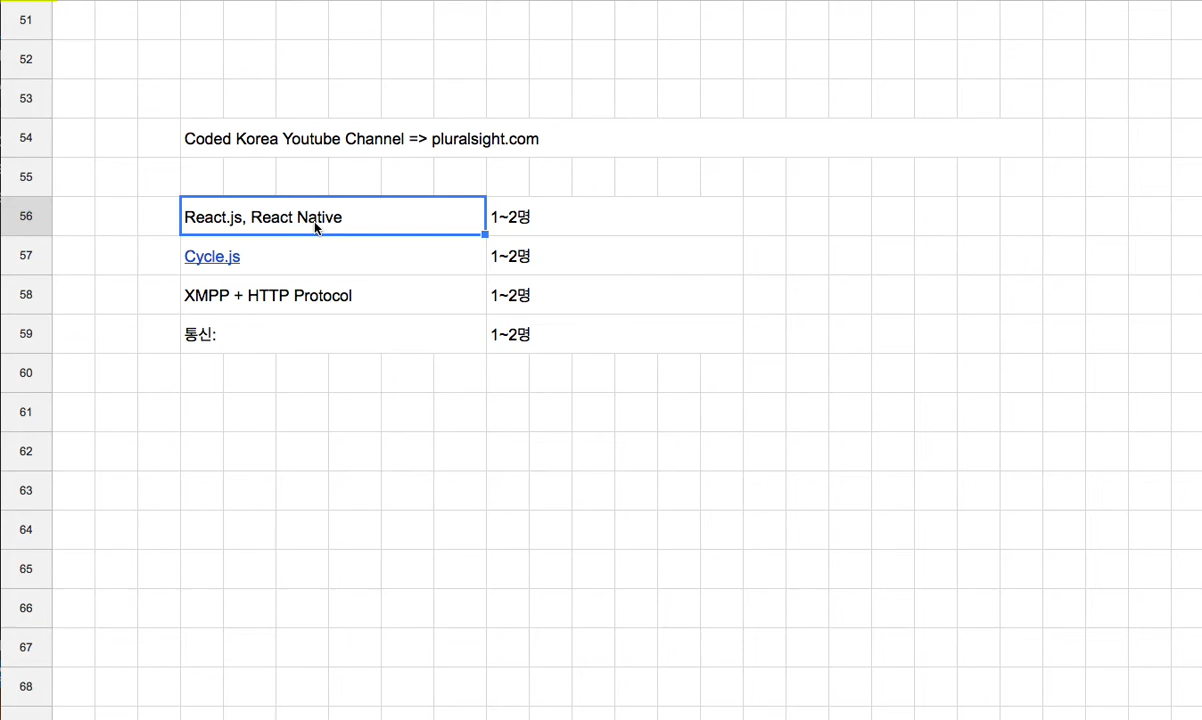 51
52
53
54 Coded Korea Youtube Channel => pluralsight.com
55
56 React.js, React Native 1~2명
57 Cycle.js 1~2명
58 XMPP + HTTP Protocol 1~2명
59 통신: 1~2명
60
61
62
63
64
65
66
67
68